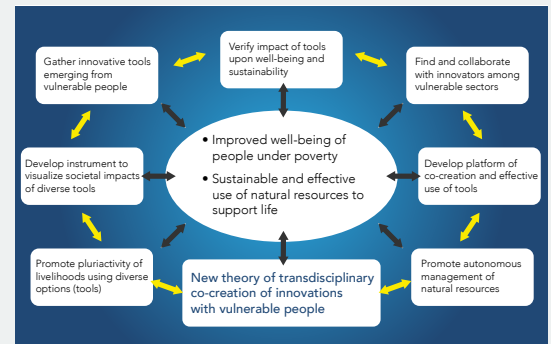 Verify impact of tools
upon well-being and
sustainability
Gather innovative tools
emerging from
vulnerable people
Find and collaborate
with innovators among
vulnerable sectors
• Improved well-being of
people under poverty
• Sustainable and effective
use of natural resources to
support life
Develop instrument to
visualize societal impacts
of diverse tools
Develop platform of
co-creation and effective
use of tools
Promote pluriactivity of
livelihoods using diverse
options (tools)
New theory of transdisciplinary
co-creation of innovations
with vulnerable people
Promote autonomous
management of
natural resources